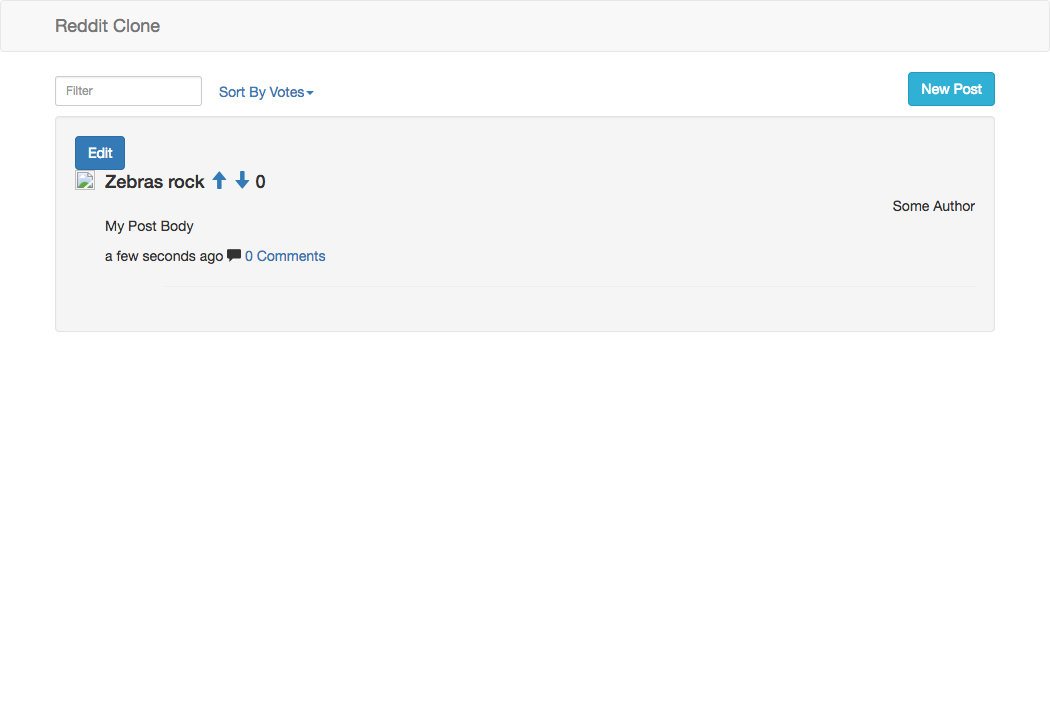 Reddit Clone
Filter
Sort By Votes
New Post
Edit
Zebras rock 0
Some Author
My Post Body
a few seconds ago 0 Comments